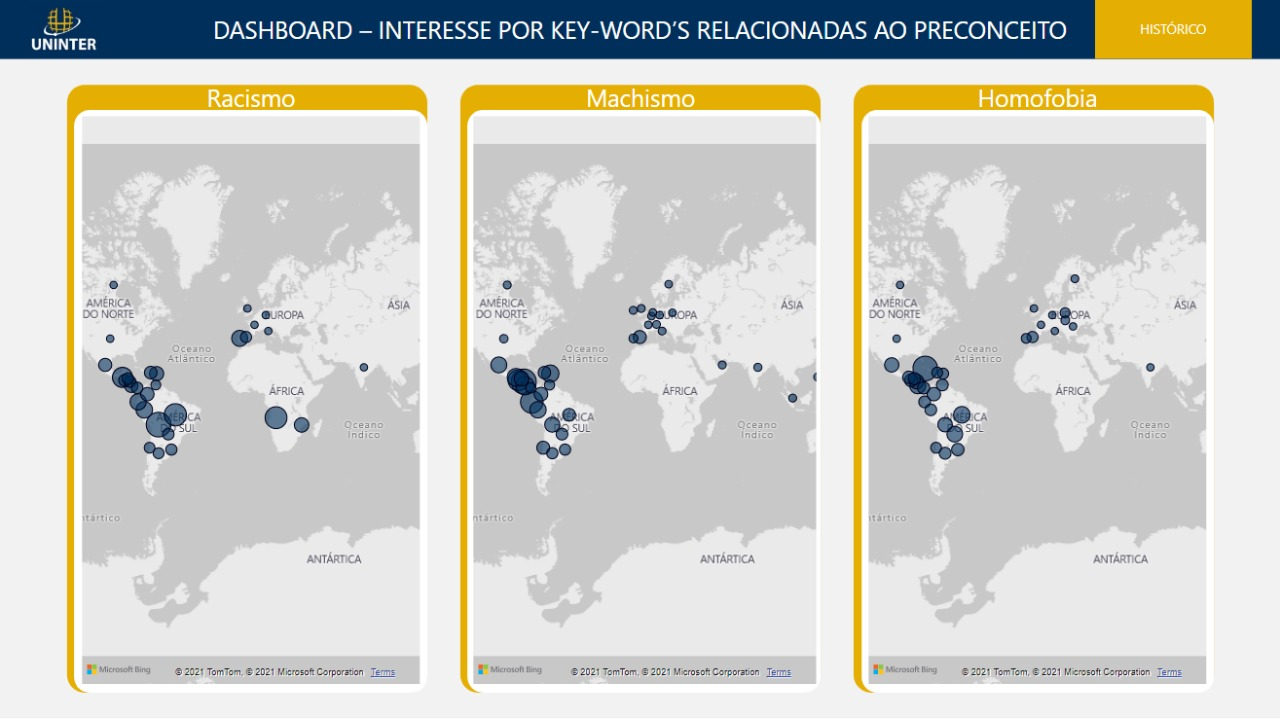 UNINTER
DASHBOARD – INTERESSE POR KEY-WORD'S RELACIONADAS AO PRECONCEITO
HISTÓRICO
Racismo
AMÉRICA
DO NORTE
EUROPA
ÁSIA
Oceano
Atlântico
ÁFRICA
AMÉRICA
DO SUL
Oceano
Índico
ntártico
ANTÁRTICA
Microsoft Bing
© 2021 TomTom, © 2021 Microsoft Corporation Terms
Machismo
AMÉRICA
DO NORTE
EUROPA
ÁSIA
Oceano
Atlântico
ÁFRICA
AMÉRICA
DO SUL
Oceano
Índico
ntártico
ANTÁRTICA
Microsoft Bing
© 2021 TomTom, © 2021 Microsoft Corporation Terms
Homofobia
AMÉRICA
DO NORTE
EUROPA
ÁSIA
Oceano
Atlântico
ÁFRICA
AMÉRICA
DO SUL
Oceano
Índico
ntártico
ANTÁRTICA
Microsoft Bing
© 2021 TomTom, © 2021 Microsoft Corporation Terms